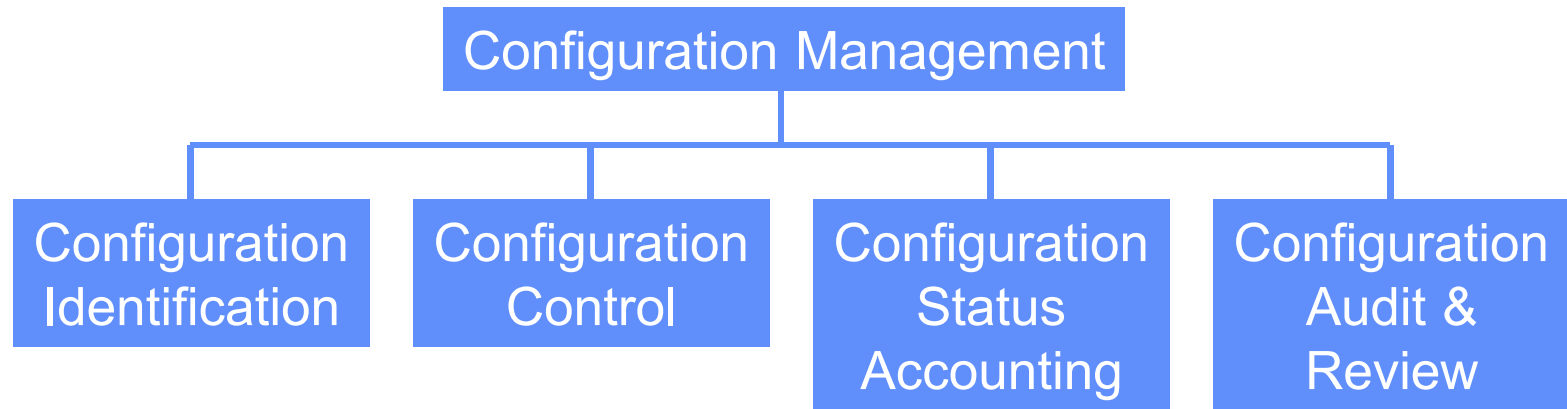 Configuration Management
Configuration
Identification
Configuration
Control
Configuration
Status
Accounting
Configuration
Audit &
Review